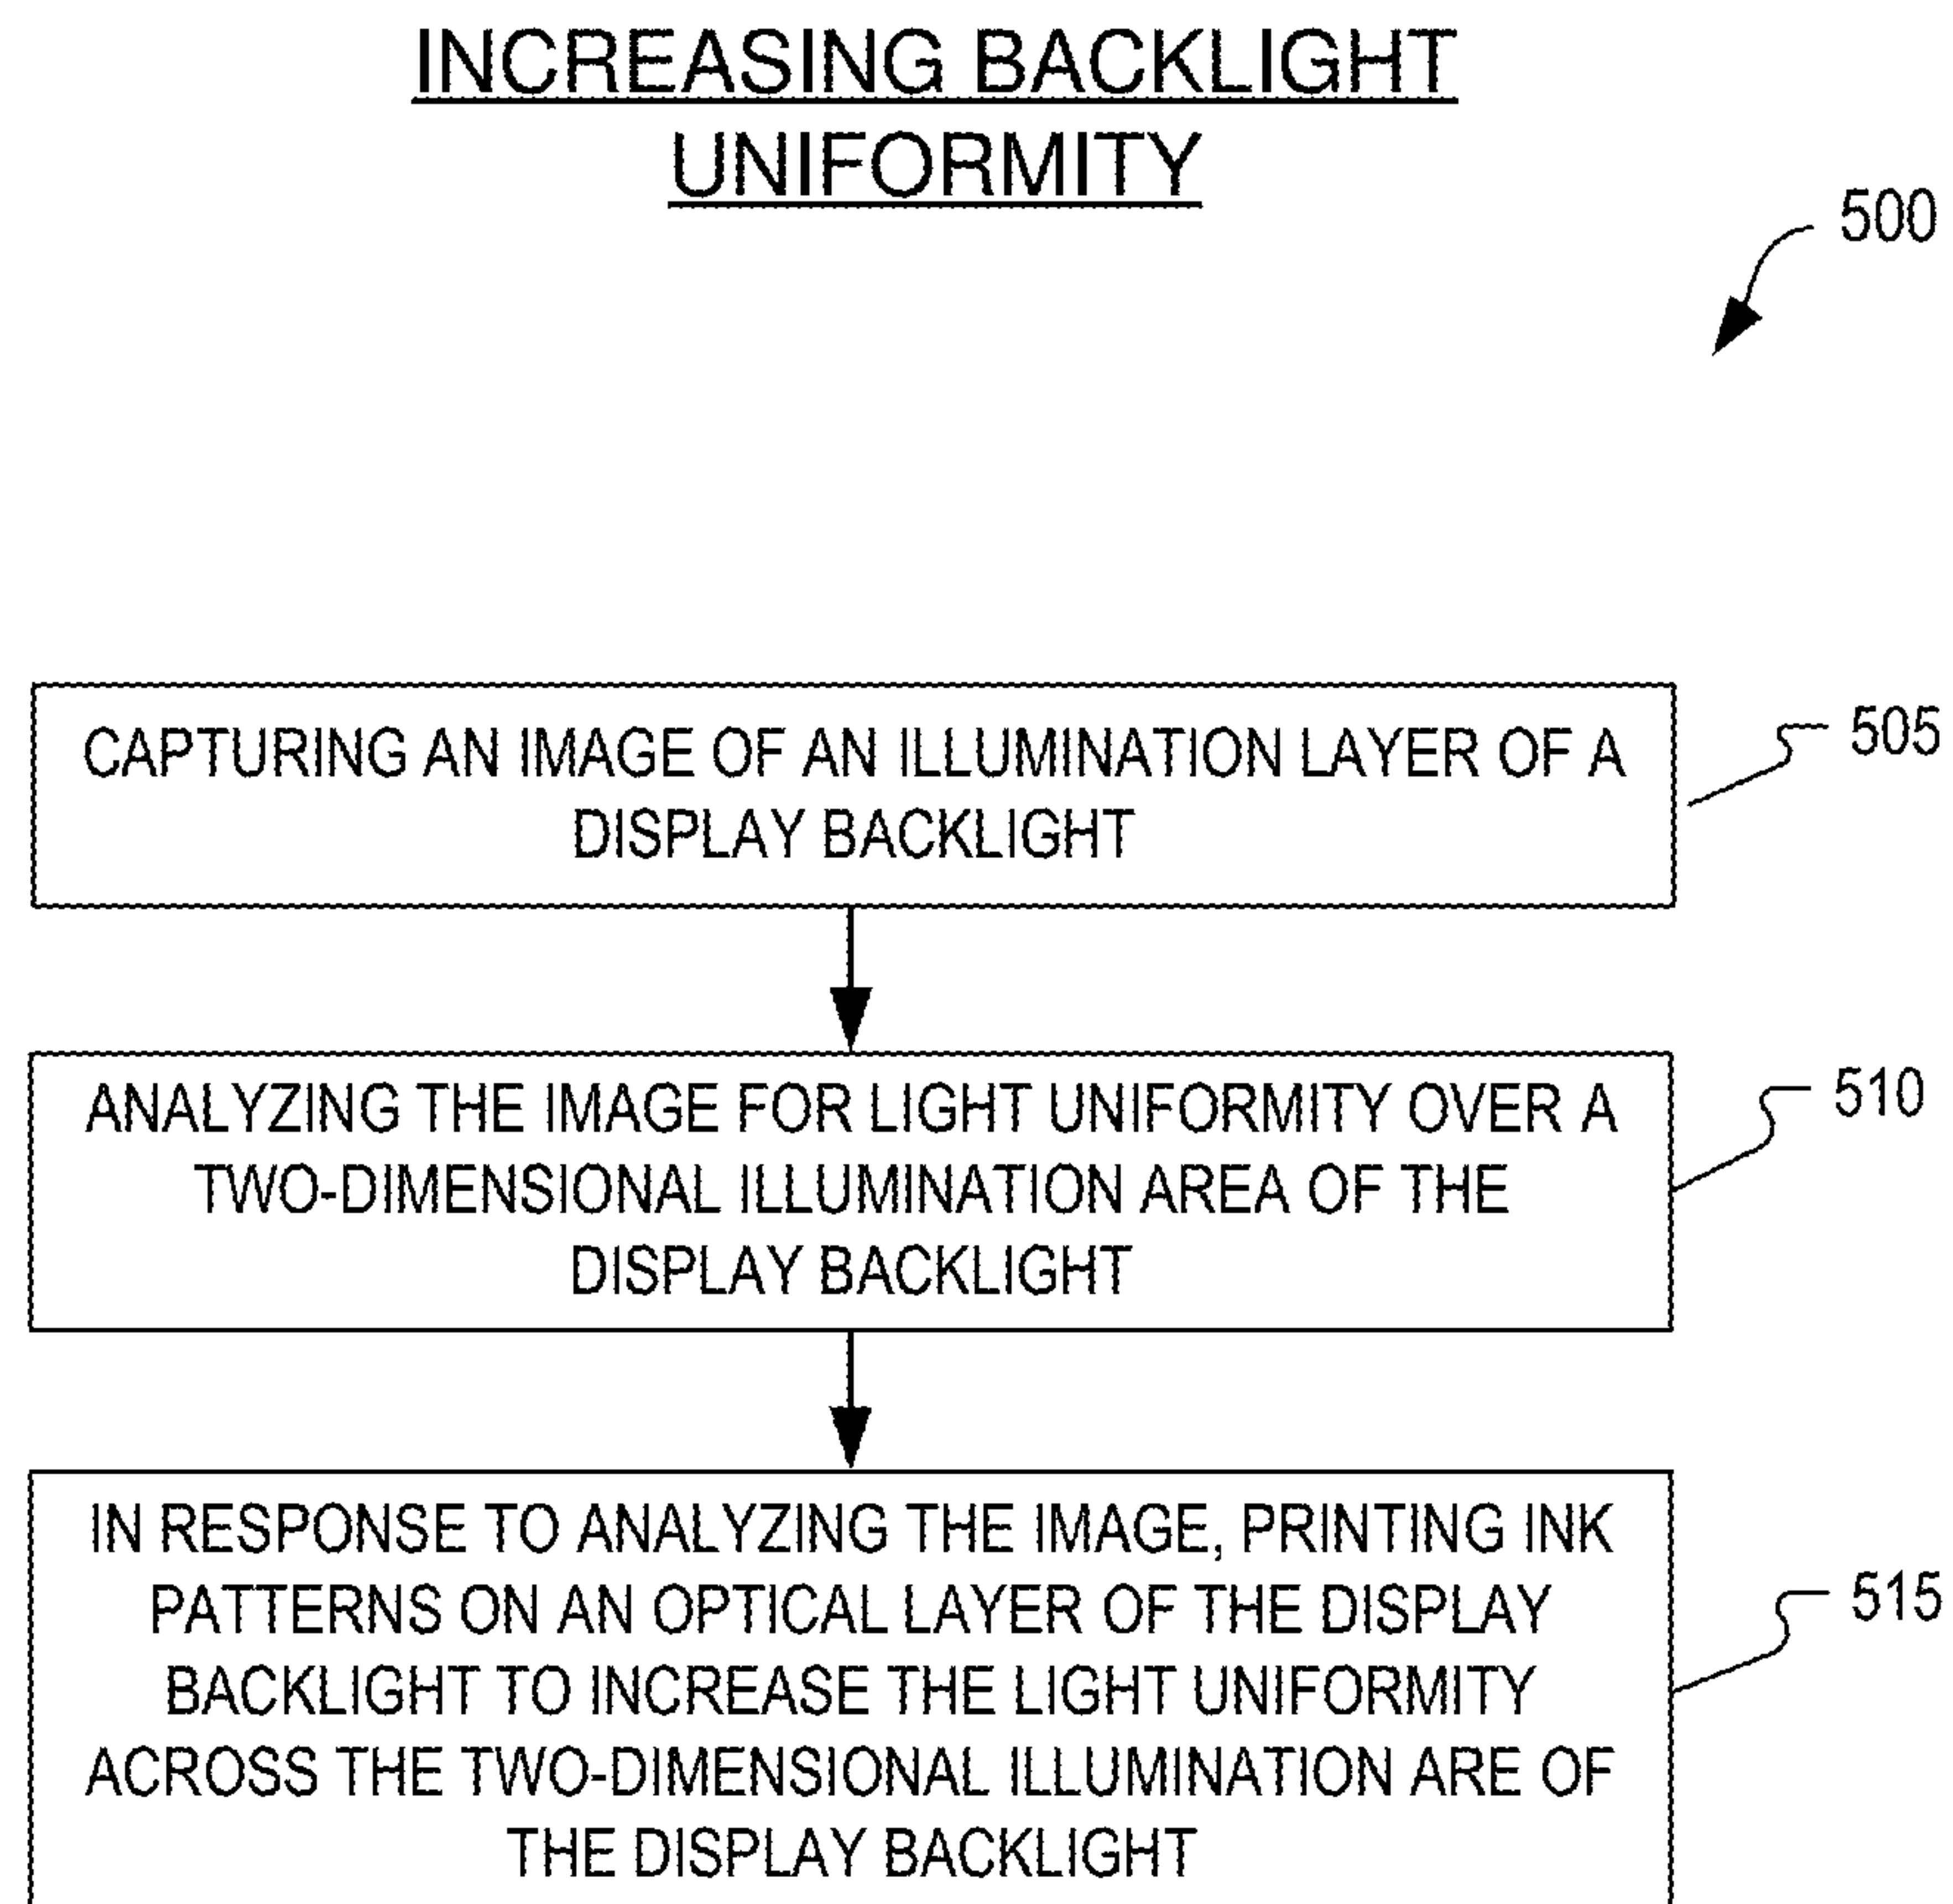 INCREASING BACKLIGHT
UNIFORMITY
500
CAPTURING AN IMAGE OF AN ILLUMINATION LAYER OF A
DISPLAY BACKLIGHT
505
ANALYZING THE IMAGE FOR LIGHT UNIFORMITY OVER A
TWO-DIMENSIONAL ILLUMINATION AREA OF THE
DISPLAY BACKLIGHT
510
IN RESPONSE TO ANALYZING THE IMAGE, PRINTING INK
PATTERNS ON AN OPTICAL LAYER OF THE DISPLAY
BACKLIGHT TO INCREASE THE LIGHT UNIFORMITY
ACROSS THE TWO-DIMENSIONAL ILLUMINATION ARE OF
THE DISPLAY BACKLIGHT
515